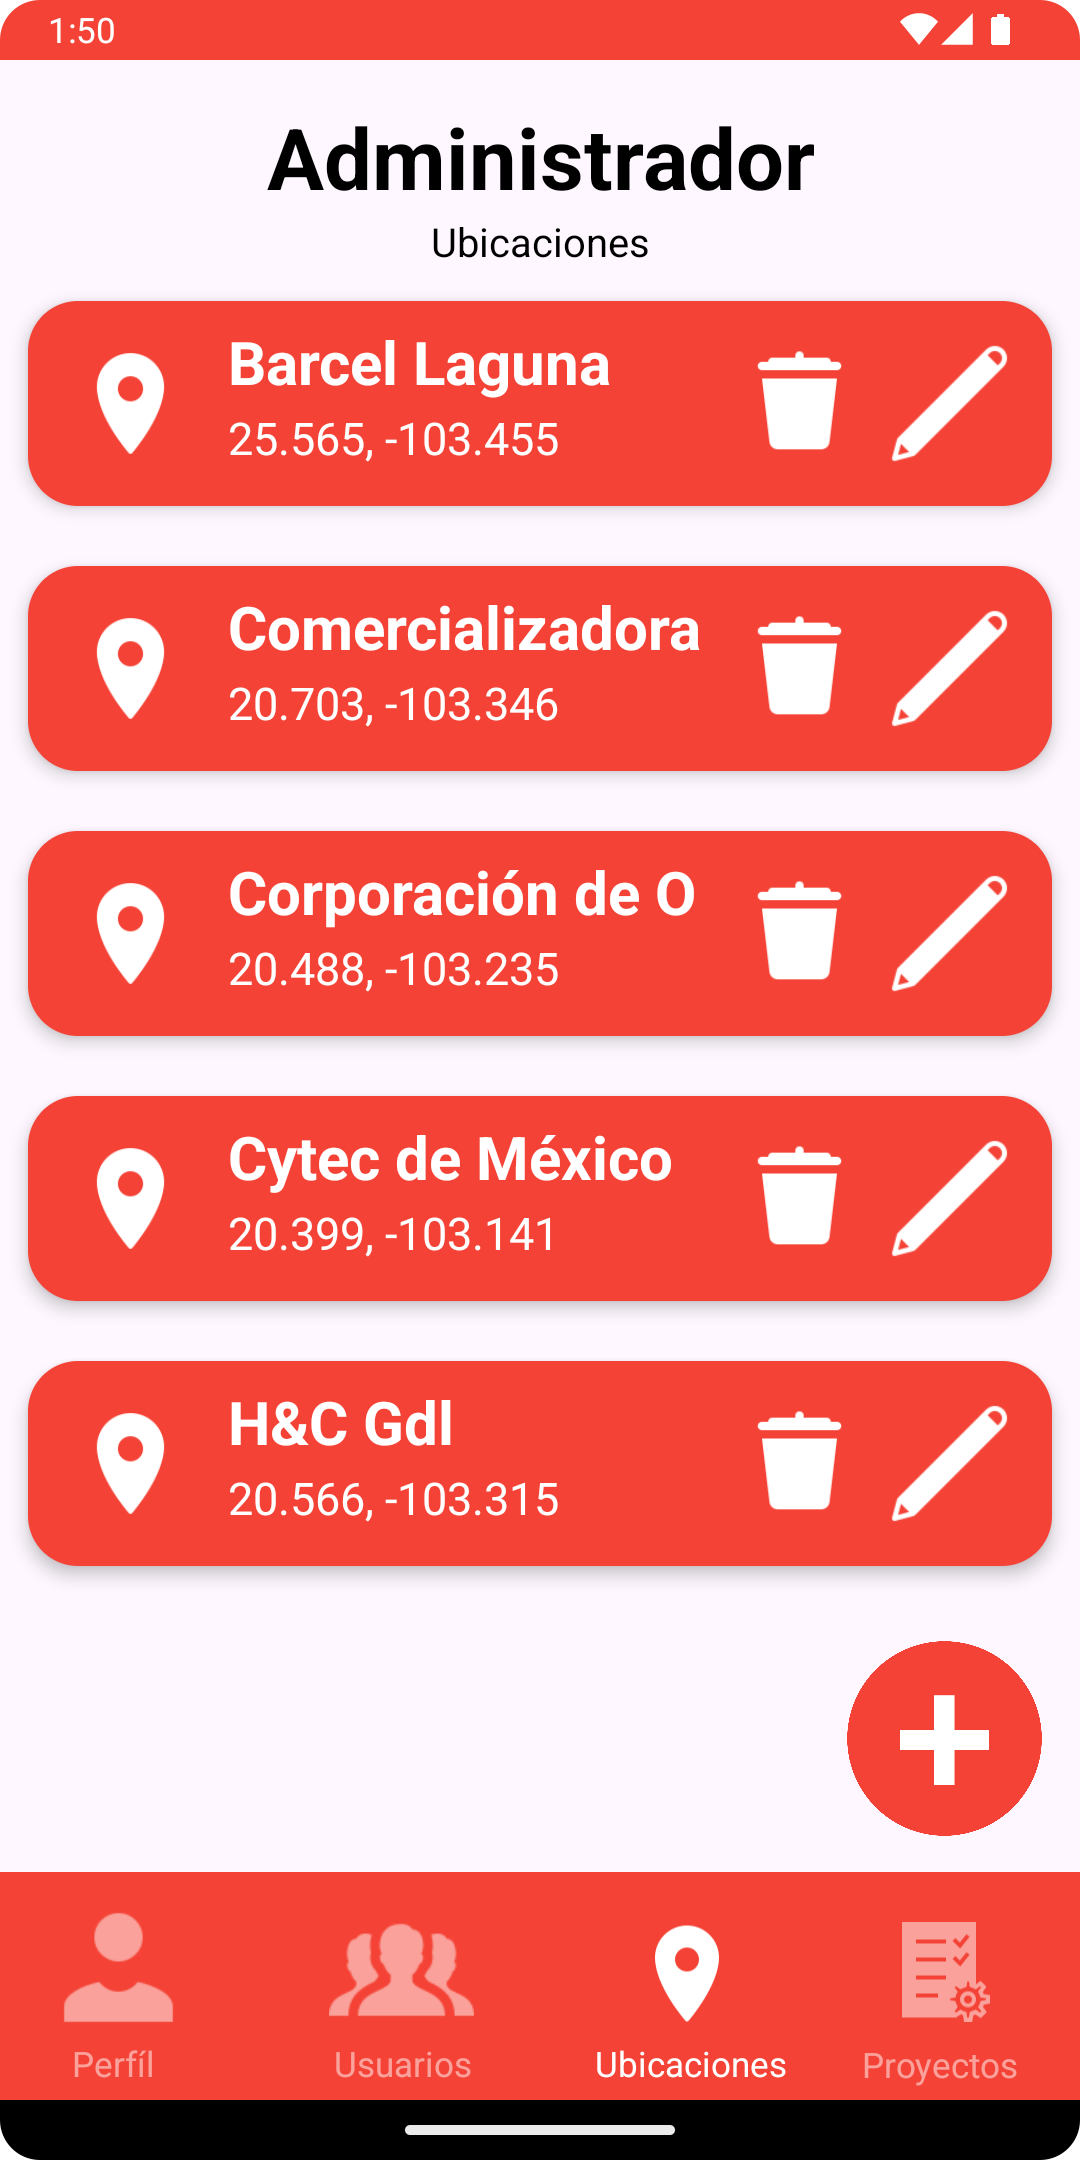 1:50
Administrador
Ubicaciones
Barcel Laguna
25.565, -103.455
Comercializadora
20.703, -103.346
Corporación de O
20.488, -103.235
Cytec de México
20.399, -103.141
H&C Gdl
20.566, -103.315
Perfíl
Usuarios
Ubicaciones
Proyectos